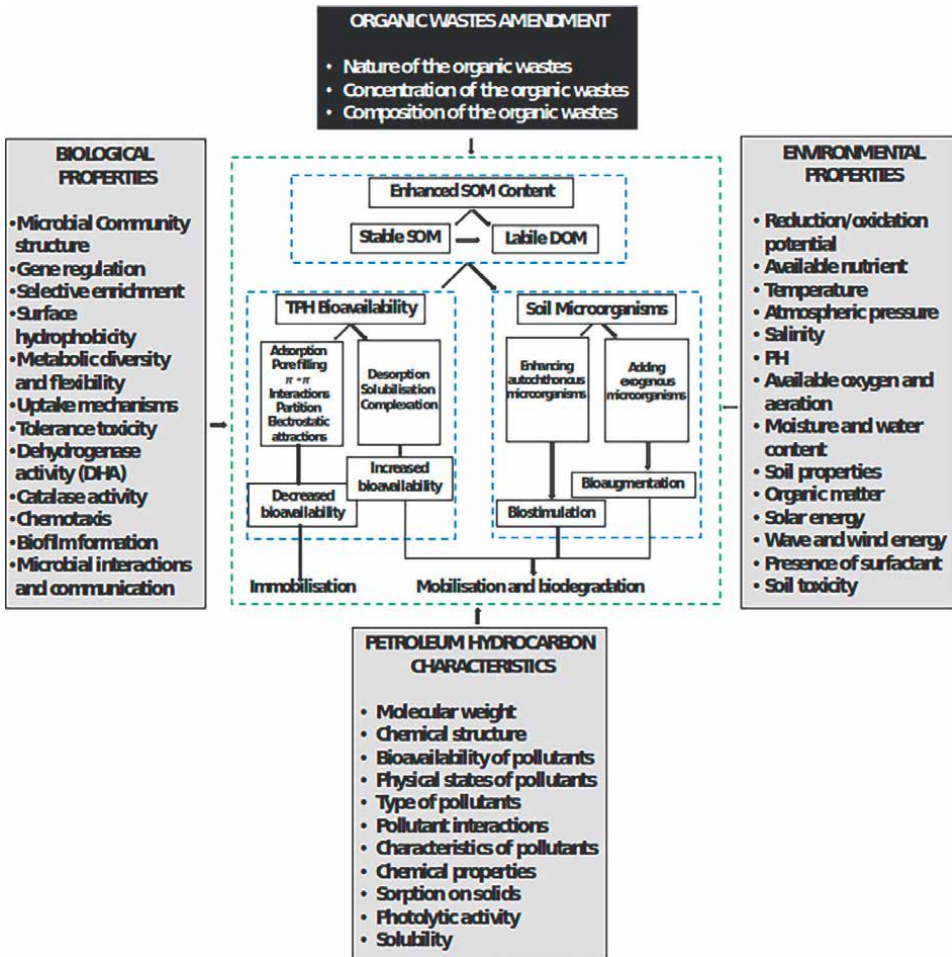 ORGANIC WASTES AMENDMENT
• Nature of the organic wastes
• Concentration of the organic wastes
• Composition of the organic wastes
BIOLOGICAL
PROPERTIES
•Microbial Community
structure
•Gene regulation
•Selective enrichment
•Surface
hydrophobicity
•Metabolic diversity
and flexibility
•Uptake mechanisms
•Tolerance toxicity
•Dehydrogenase
activity (DHA)
•Catalase activity
•Chemotaxis
•Biofilm formation
•Microbial interactions
and communication
Enhanced SOM Content
Stable SOM
Labile DOM
TPH Bioavailability
Adsorption
Pore filling
π - π
Interactions
Partition
Electrostatic
attractions
Desorption
Solubilisation
Complexation
Decreased
bioavailability
Increased
bioavailability
Soil Microorganisms
Enhancing
autochthonous
microorganisms
Adding
exogenous
microorganisms
Biostimulation
Bioaugmentation
Immobilisation
Mobilisation and biodegradation
ENVIRONMENTAL
PROPERTIES
• Reduction/oxidation
potential
• Available nutrient
• Temperature
• Atmospheric pressure
• Salinity
• PH
• Available oxygen and
aeration
• Moisture and water
content
• Soil properties
• Organic matter
• Solar energy
• Wave and wind energy
• Presence of surfactant
• Soil toxicity
PETROLEUM HYDROCARBON
CHARACTERISTICS
• Molecular weight
• Chemical structure
• Bioavailability of pollutants
• Physical states of pollutants
• Type of pollutants
• Pollutant interactions
• Characteristics of pollutants
• Chemical properties
• Sorption on solids
• Photolytic activity
• Solubility